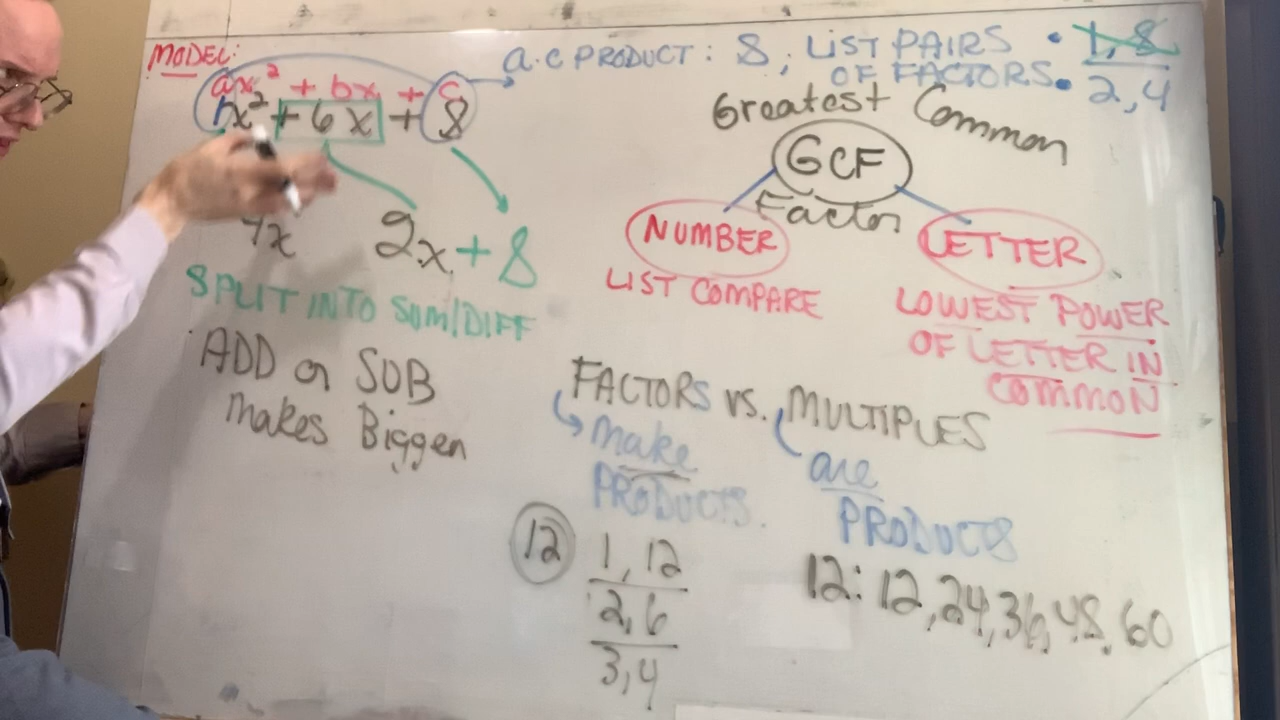 MODEL:
a.c PRODUCT: 8; LIST PAIRS • 1, 8
OF FACTORS • 2, 4
ax² + bx + c
x² + 6x + 8
4x 2x + 8
SPLIT INTO SUM/DIFF
ADD or SUB
Makes Bigger
Greatest Common
GCF
Factor
NUMBER
LIST COMPARE
LETTER
LOWEST POWER
OF LETTER IN
COMMON
FACTORS vs. MULTIPLES
make
PRODUCTS.
are
PRODUCTS
12
1, 12
2, 6
3, 4
12: 12, 24, 36, 48, 60